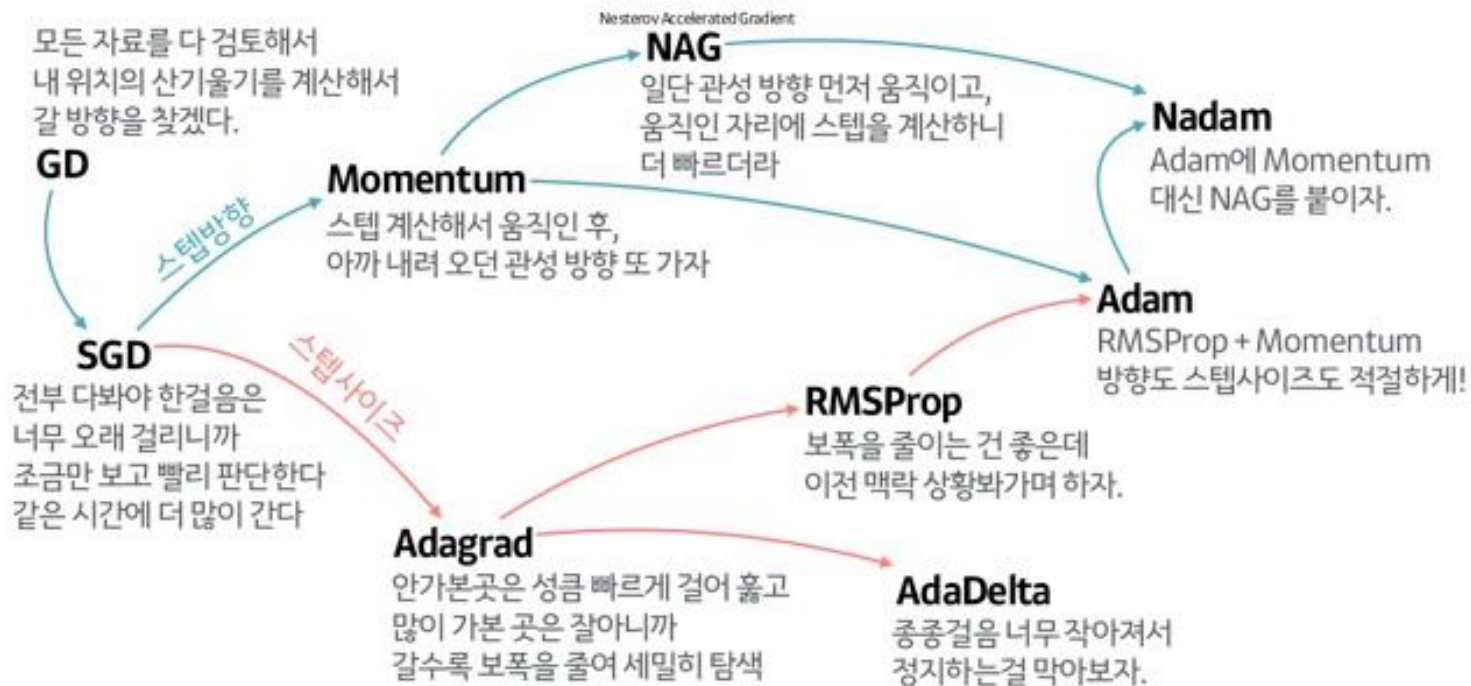 모든 자료를 다 검토해서
내 위치의 산기울기를 계산해서
갈 방향을 찾겠다.
GD
스텝방향
SGD
전부 다봐야 한걸음은
너무 오래 걸리니까
조금만 보고 빨리 판단한다
같은 시간에 더 많이 간다
Momentum
스텝 계산해서 움직인 후,
아까 내려 오던 관성 방향 또 가자
Nesterov Accelerated Gradient
NAG
일단 관성 방향 먼저 움직이고,
움직인 자리에 스텝을 계산하니
더 빠르더라
Nadam
Adam에 Momentum
대신 NAG를 붙이자.
Adam
RMSProp + Momentum
방향도 스텝사이즈도 적절하게!
스텝사이즈
RMSProp
보폭을 줄이는 건 좋은데
이전 맥락 상황봐가며 하자.
Adagrad
안가본곳은 성큼 빠르게 걸어 훓고
많이 가본 곳은 잘아니까
갈수록 보폭을 줄여 세밀히 탐색
AdaDelta
종종걸음 너무 작아져서
정지하는걸 막아보자.